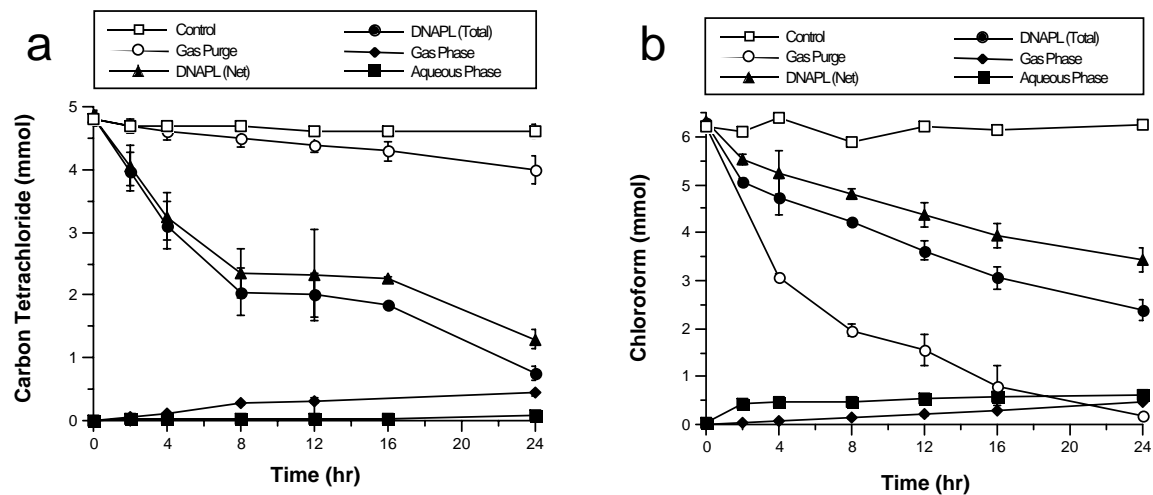 a
Control
Gas Purge
DNAPL (Net)
DNAPL (Total)
Gas Phase
Aqueous Phase
Carbon Tetrachloride (mmol)
5
4
3
2
1
0
0 4 8 12 16 20 24
Time (hr)
b
Control
Gas Purge
DNAPL (Net)
DNAPL (Total)
Gas Phase
Aqueous Phase
Chloroform (mmol)
6
5
4
3
2
1
0
0 4 8 12 16 20 24
Time (hr)